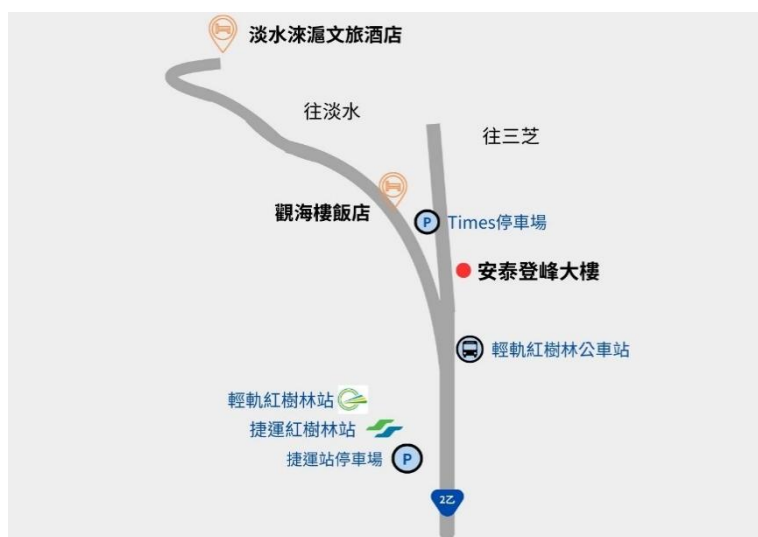 淡水淶滬文旅酒店
往淡水
往三芝
觀海樓飯店
P Times停車場
安泰登峰大樓
輕軌紅樹林公車站
輕軌紅樹林站
捷運紅樹林站
捷運站停車場 P
2乙